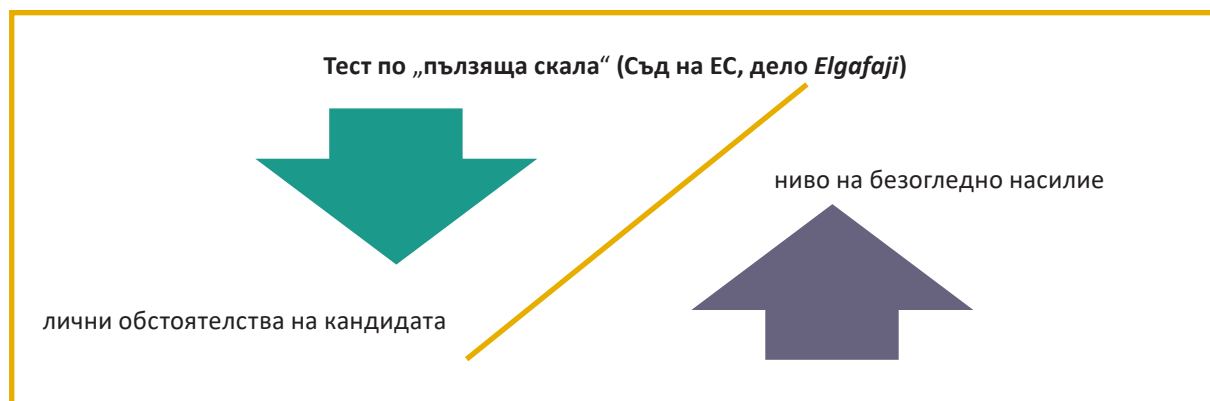 Тест по „пълзяща скала“ (Съд на ЕС, дело Elgafaji)
ниво на безогледно насилие
лични обстоятелства на кандидата